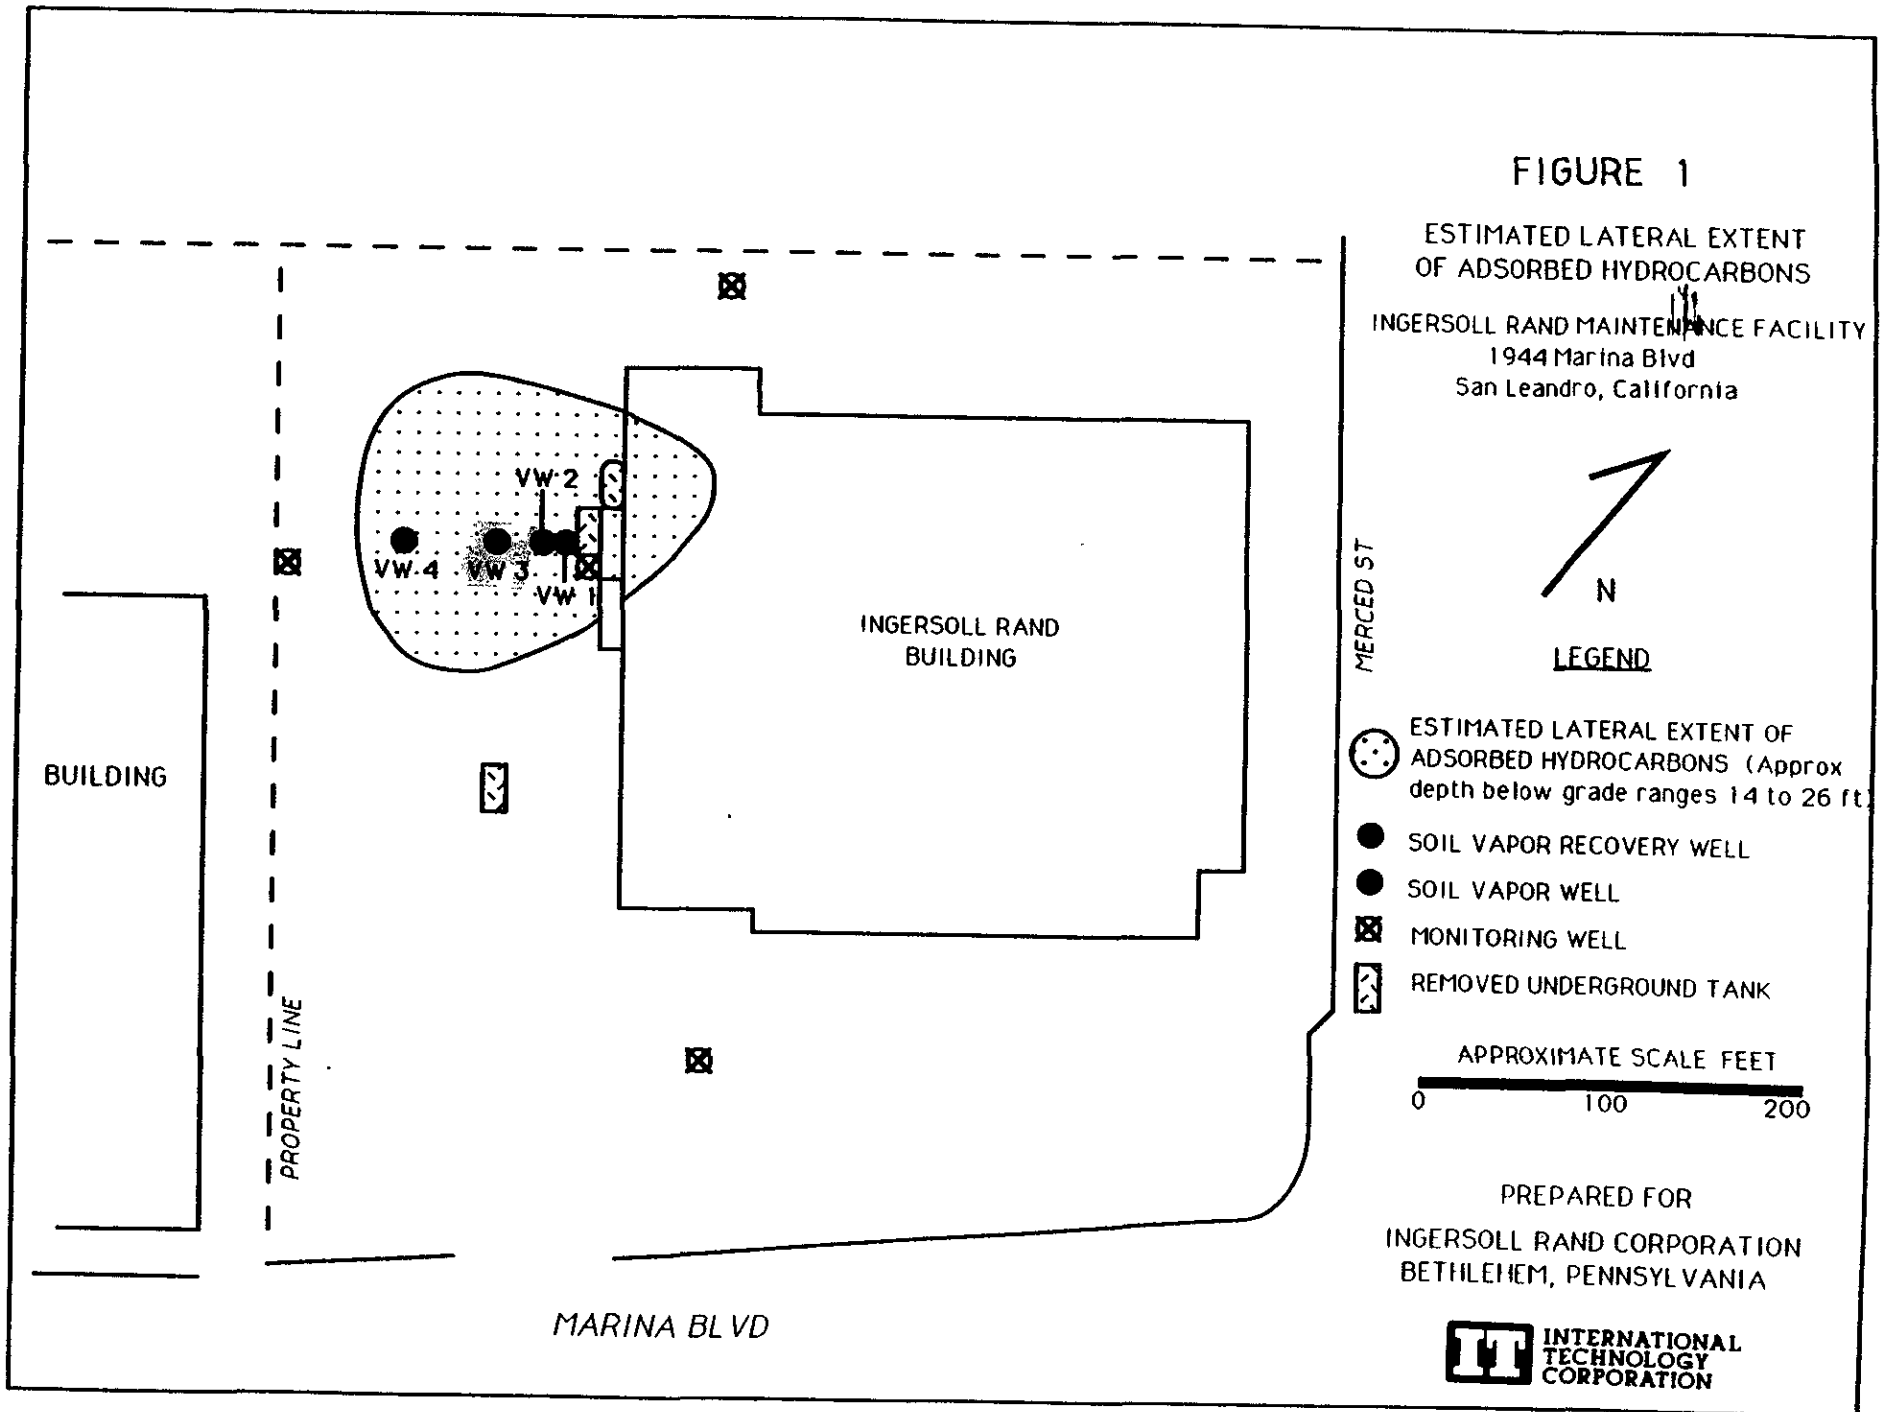 FIGURE 1
ESTIMATED LATERAL EXTENT
OF ADSORBED HYDROCARBONS
INGERSOLL RAND MAINTENANCE FACILITY
1944 Marina Blvd
San Leandro, California
N
LEGEND
ESTIMATED LATERAL EXTENT OF
ADSORBED HYDROCARBONS (Approx
depth below grade ranges 14 to 26 ft)
SOIL VAPOR RECOVERY WELL
SOIL VAPOR WELL
MONITORING WELL
REMOVED UNDERGROUND TANK
APPROXIMATE SCALE FEET
0 100 200
PREPARED FOR
INGERSOLL RAND CORPORATION
BETHLEHEM, PENNSYLVANIA
IT INTERNATIONAL
TECHNOLOGY
CORPORATION
VW 2
VW 4
VW 3
VW 1
INGERSOLL RAND
BUILDING
MERCED ST
BUILDING
PROPERTY LINE
MARINA BLVD